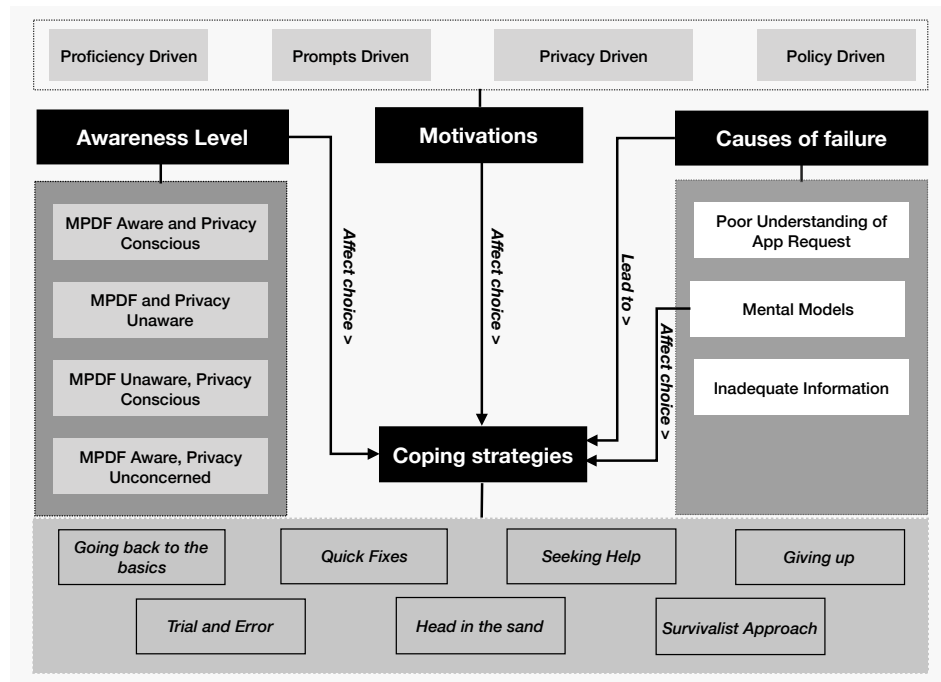 Proficiency Driven
Prompts Driven
Privacy Driven
Policy Driven
Awareness Level
Motivations
Causes of failure
MPDF Aware and Privacy
Conscious
MPDF and Privacy
Unaware
MPDF Unaware, Privacy
Conscious
MPDF Aware, Privacy
Unconcerned
Affect choice >
Affect choice >
Lead to >
Affect choice >
Poor Understanding of
App Request
Mental Models
Inadequate Information
Coping strategies
Going back to the
basics
Quick Fixes
Seeking Help
Giving up
Trial and Error
Head in the sand
Survivalist Approach